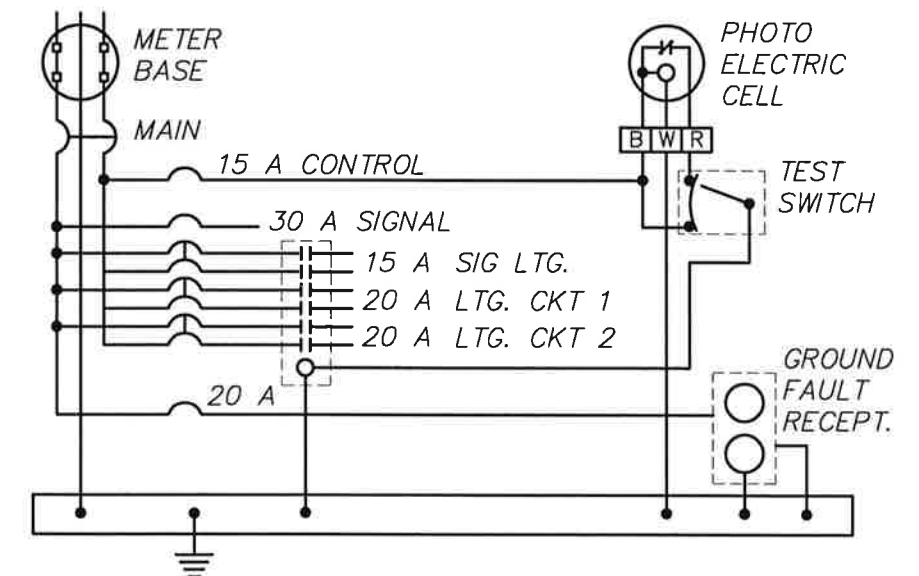 METER
BASE
PHOTO
ELECTRIC
CELL
MAIN
B W R
15 A CONTROL
TEST
SWITCH
30 A SIGNAL
15 A SIG LTG.
20 A LTG. CKT 1
20 A LTG. CKT 2
GROUND
FAULT
RECEPT.
20 A